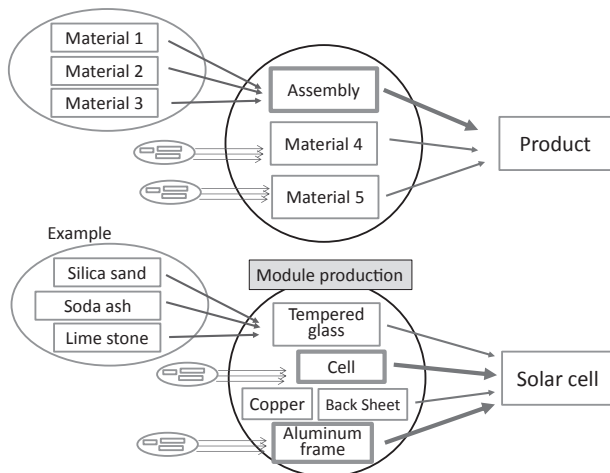 Material 1
Material 2
Material 3
Assembly
Material 4
Material 5
Product
Example
Silica sand
Soda ash
Lime stone
Module production
Tempered
glass
Cell
Copper
Back Sheet
Aluminum
frame
Solar cell